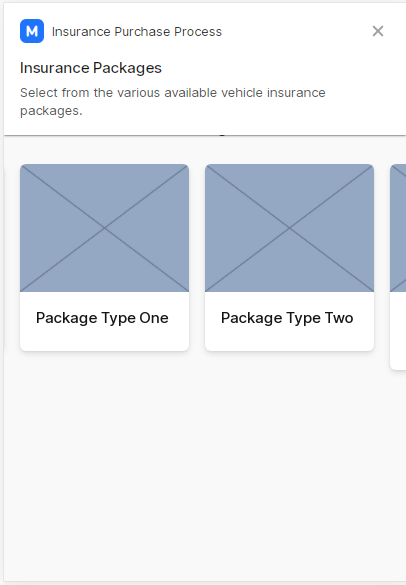 M Insurance Purchase Process
Insurance Packages
Select from the various available vehicle insurance
packages.
Package Type One
Package Type Two